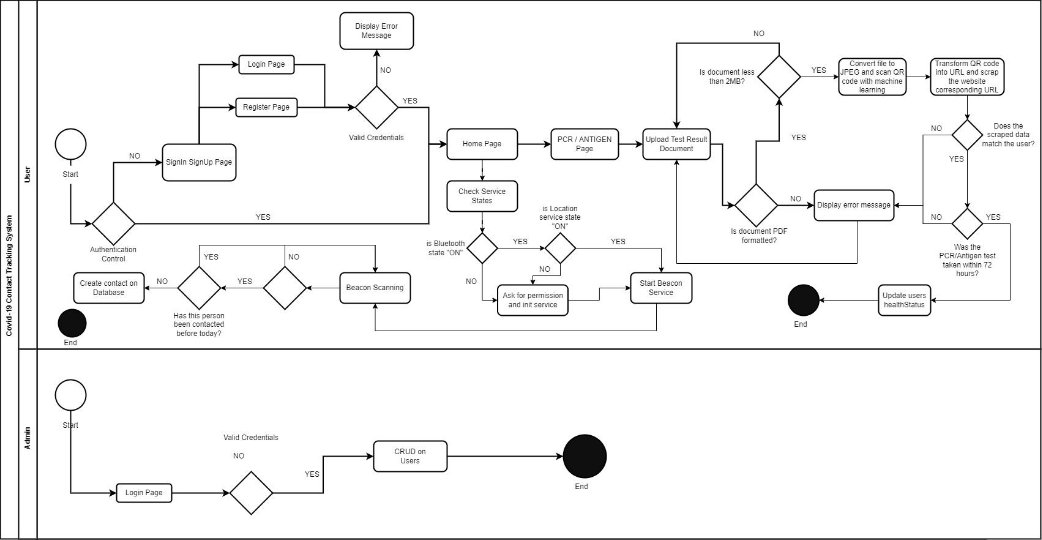 Covid-19 Contact Tracking System
User
Start
Authentication
Control
NO
YES
SignIn SignUp Page
Login Page
Register Page
Display Error
Message
NO
YES
Valid Credentials
Home Page
PCR / ANTIGEN
Page
Upload Test Result
Document
Is document PDF
formatted?
YES
NO
Display error message
Is document less
than 2MB?
NO
YES
Convert file to
JPEG and scan QR
code with machine
learning
Transform QR code
into URL and scrap
the website
corresponding URL
Does the
scraped data
match the user?
NO
YES
NO
YES
Was the
PCR/Antigen test
taken within 72
hours?
Update users
healthStatus
End
Check Service
States
is Bluetooth
state "ON"
YES
NO
is Location
service state
"ON"
YES
NO
Ask for permission
and init service
Start Beacon
Service
Beacon Scanning
NO
YES
YES
NO
Has this person
been contacted
before today?
Create contact on
Database
End
Admin
Start
Login Page
Valid Credentials
NO
YES
CRUD on
Users
End